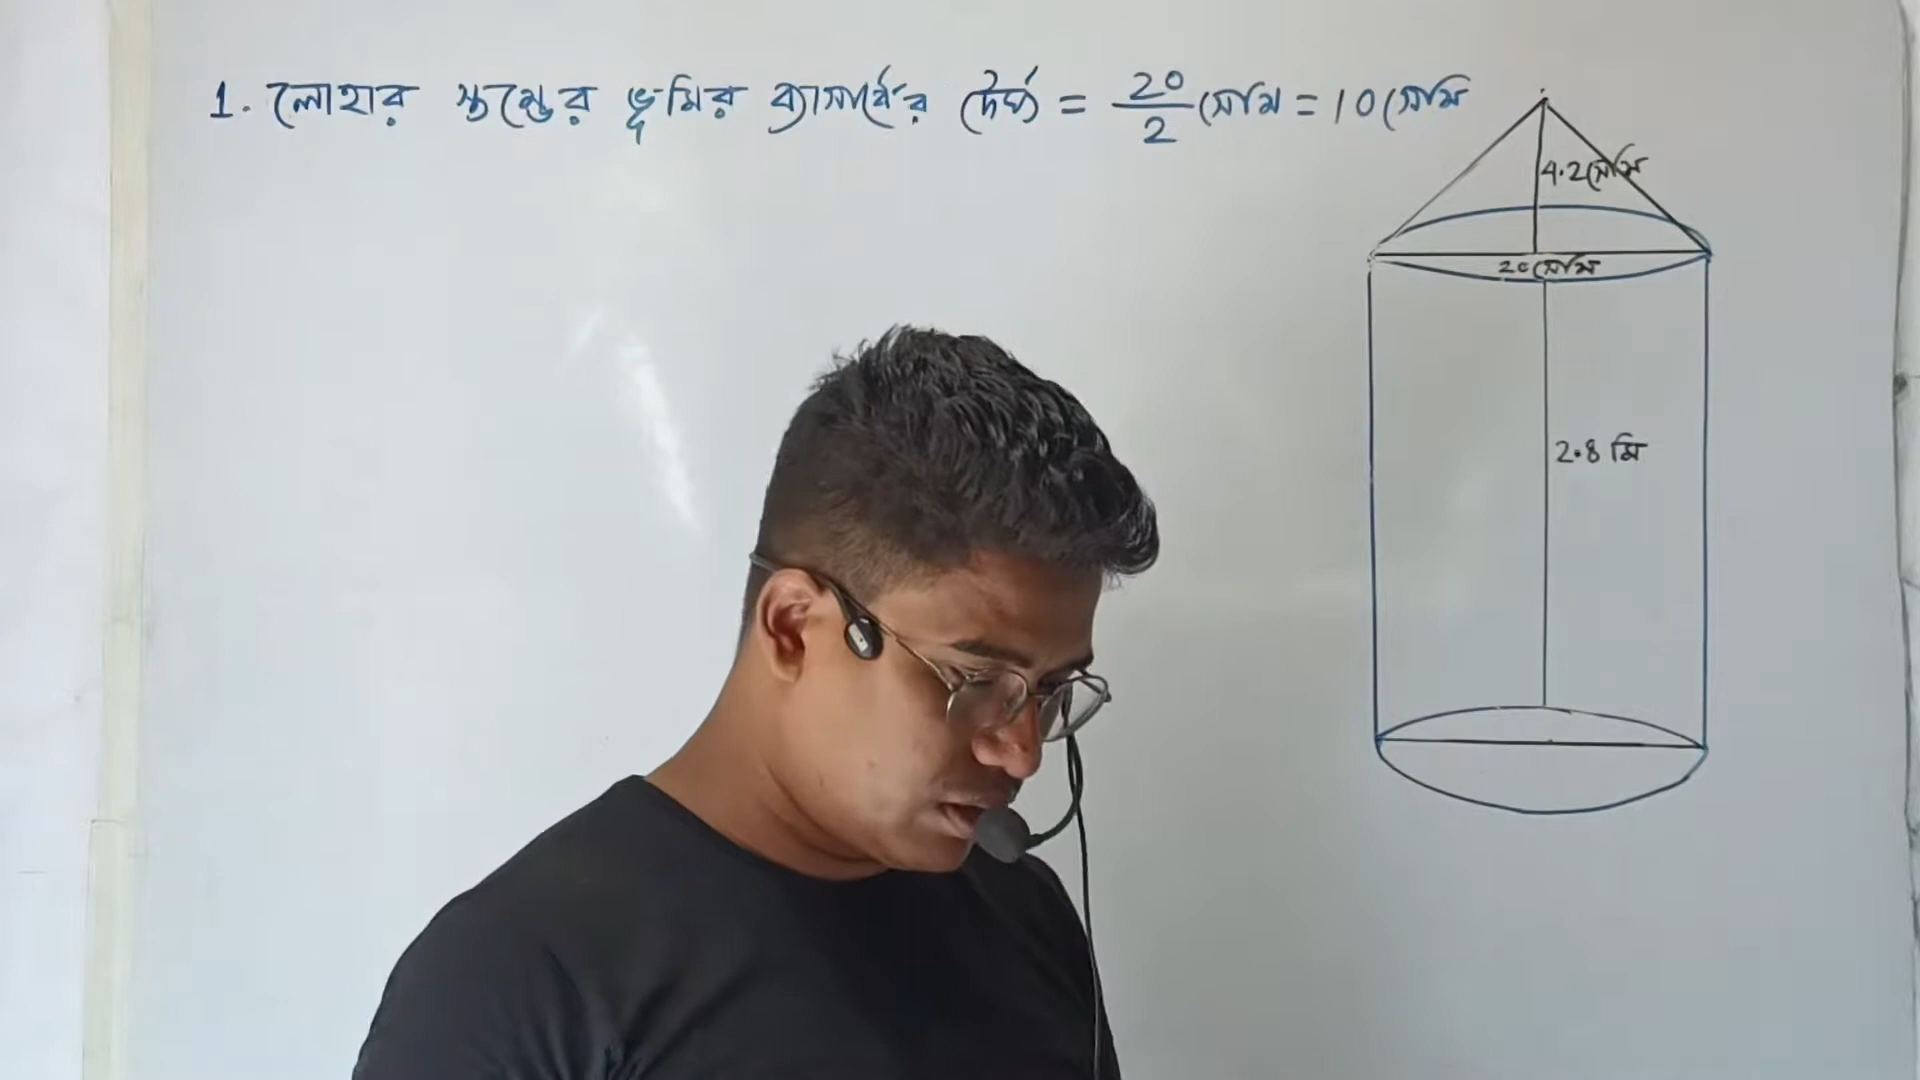 1. লোহার স্তম্ভের ভূমির ব্যাসার্ধের দৈর্ঘ্য = 20/2 সেমি = 10 সেমি
4.2 সেমি
20 সেমি
2.8 মি